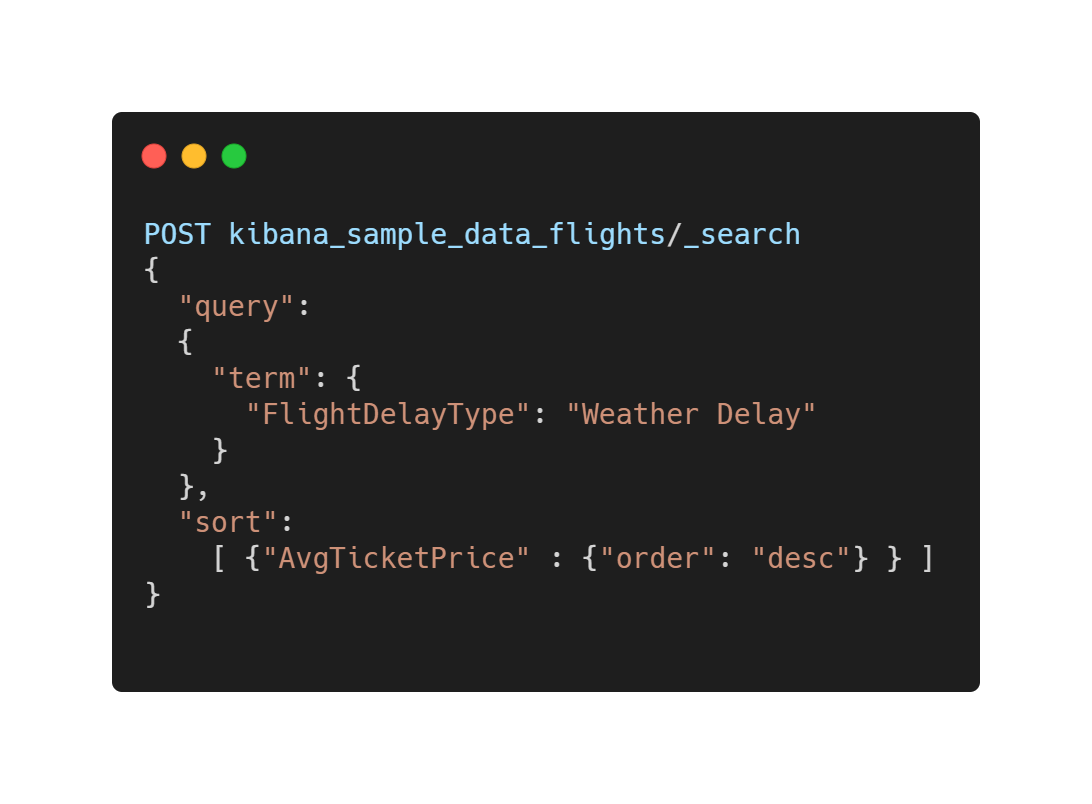 POST kibana_sample_data_flights/_search
{
  "query":
  {
    "term": {
      "FlightDelayType": "Weather Delay"
    }
  },
  "sort":
    [ {"AvgTicketPrice" : {"order": "desc"} } ]
}